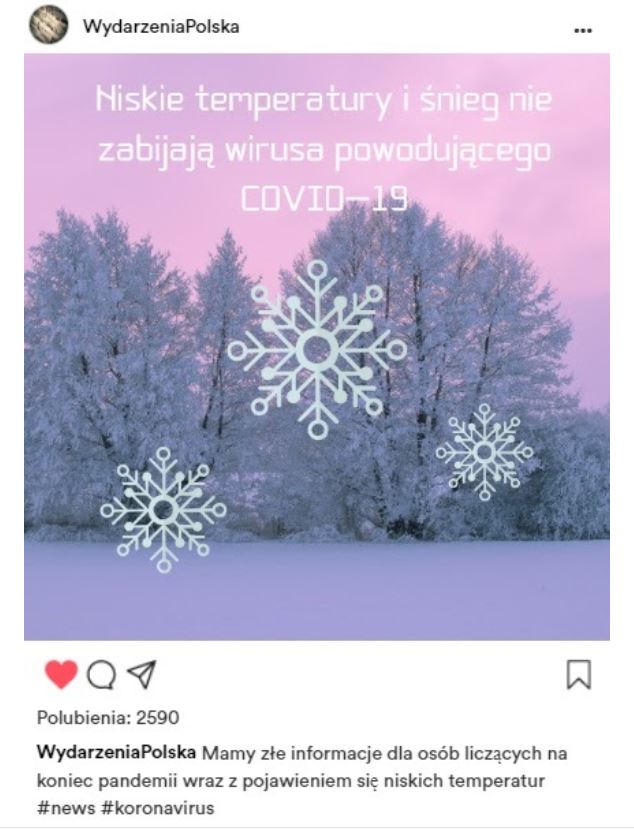 WydarzeniaPolska
Niskie temperatury i śnieg nie
zabijają wirusa powodującego
COVID-19
Polubienia: 2590
WydarzeniaPolska Mamy złe informacje dla osób liczących na
koniec pandemii wraz z pojawieniem się niskich temperatur
#news #koronavirus